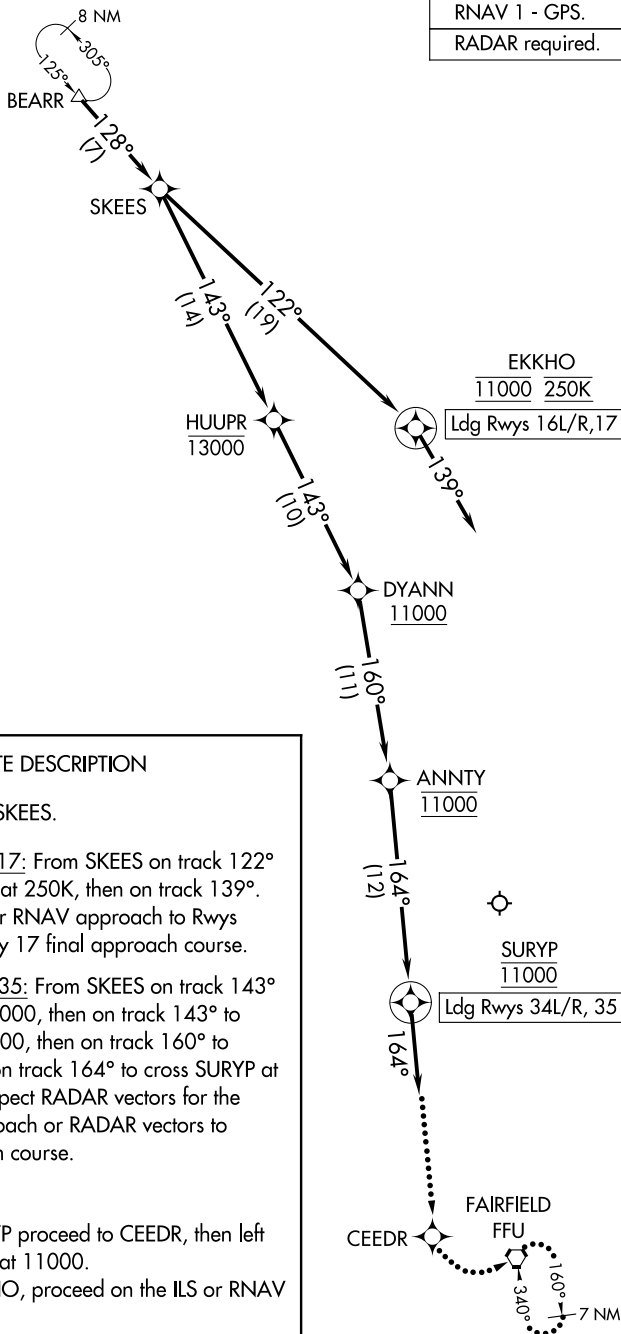 RNAV 1 - GPS.
RADAR required.
8 NM
305°
125°
BEARR
128°
(7)
SKEES
143°
(14)
122°
(19)
EKKHO
11000 250K
Ldg Rwys 16L/R,17
139°
HUUPR
13000
143°
(10)
DYANN
11000
160°
(11)
ANNTY
11000
164°
(12)
SURYP
11000
Ldg Rwys 34L/R, 35
164°
CEEDR
FAIRFIELD
FFU
160°
340°
7 NM
TE DESCRIPTION
SKEES.
17: From SKEES on track 122°
at 250K, then on track 139°.
or RNAV approach to Rwys
y 17 final approach course.
35: From SKEES on track 143°
000, then on track 143° to
00, then on track 160° to
on track 164° to cross SURYP at
pect RADAR vectors for the
oach or RADAR vectors to
h course.
YP proceed to CEEDR, then left
at 11000.
HO, proceed on the ILS or RNAV